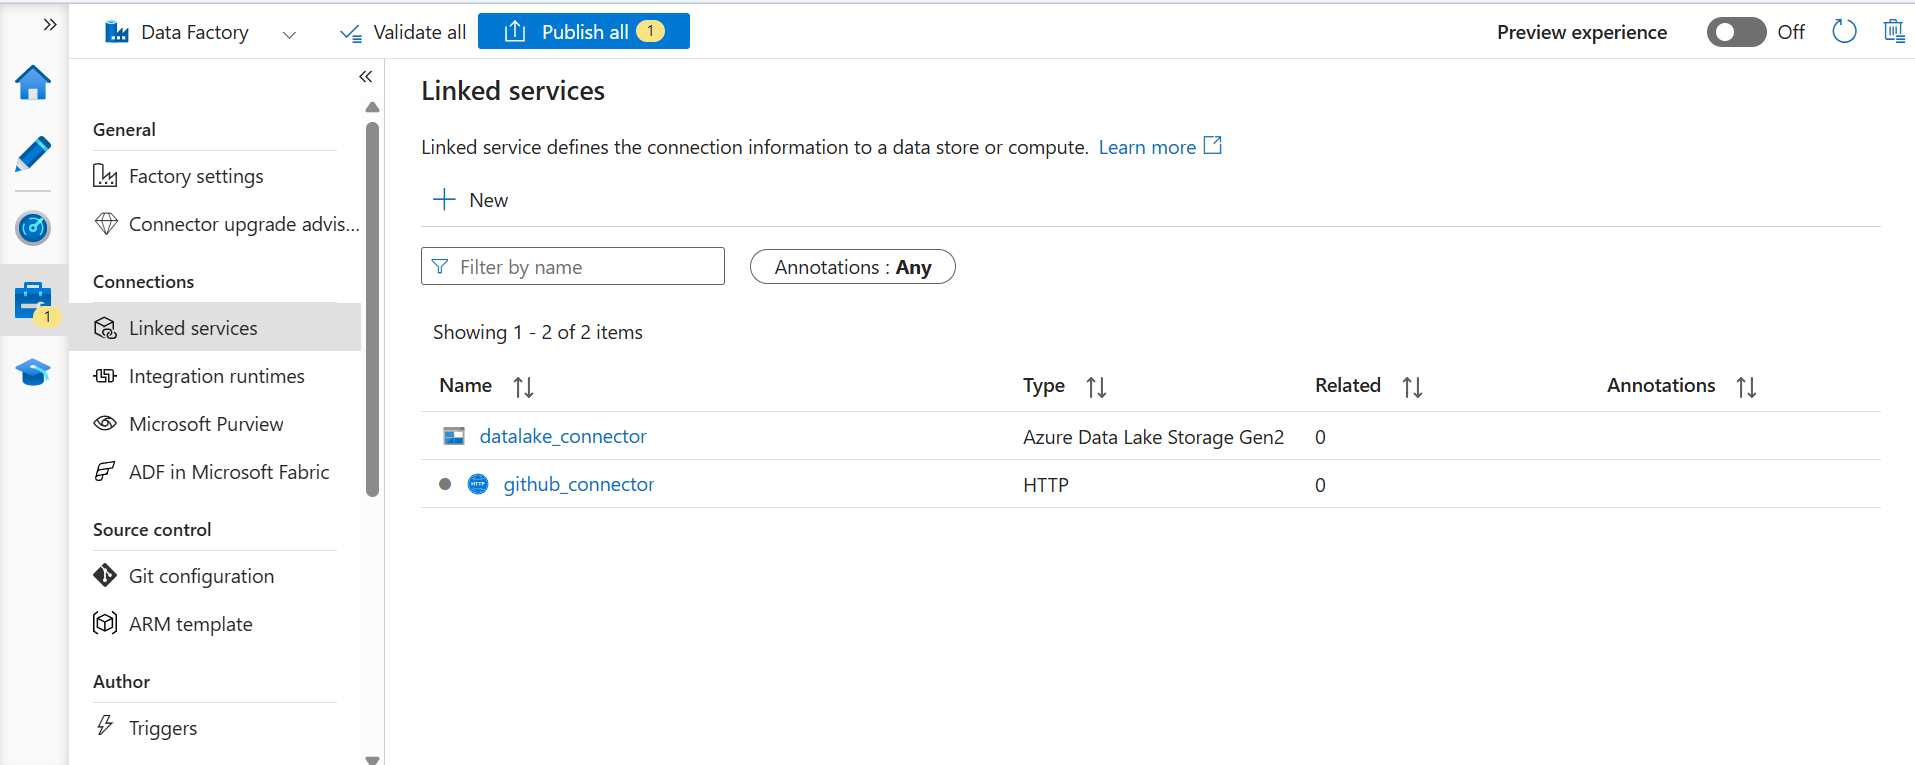 Data Factory
Validate all
Publish all 1
Preview experience
Off
General
Factory settings
Connector upgrade advis...
Connections
1
Linked services
Integration runtimes
Microsoft Purview
ADF in Microsoft Fabric
Source control
Git configuration
ARM template
Author
Triggers
Linked services
Linked service defines the connection information to a data store or compute. Learn more
New
Filter by name
Annotations : Any
Showing 1 - 2 of 2 items
Name Type Related Annotations
datalake_connector Azure Data Lake Storage Gen2 0
HTTP github_connector HTTP 0